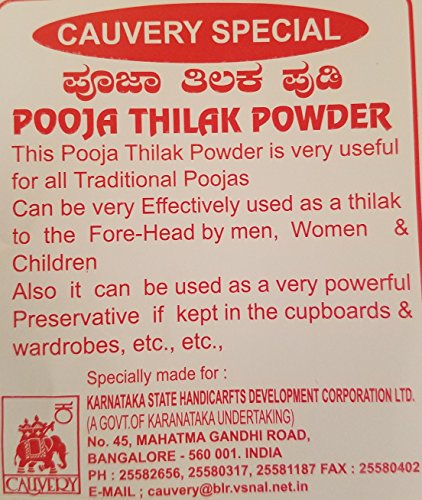 CAUVERY SPECIAL
ಪೂಜಾ ತಿಲಕ ಪುಡಿ
POOJA THILAK POWDER
This Pooja Thilak Powder is very useful
for all Traditional Poojas
Can be very Effectively used as a thilak
to the Fore-Head by men, Women &
Children
Also it can be used as a very powerful
Preservative if kept in the cupboards &
wardrobes, etc., etc.,
Specially made for :
KARNATAKA STATE HANDICARFTS DEVELOPMENT CORPORATION LTD.
(A GOVT.OF KARANATAKA UNDERTAKING)
No. 45, MAHATMA GANDHI ROAD,
BANGALORE - 560 001. INDIA
PH : 25582656, 25580317, 25581187 FAX : 25580402
E-MAIL ; cauvery@blr.vsnal.net.in
CAUVERY